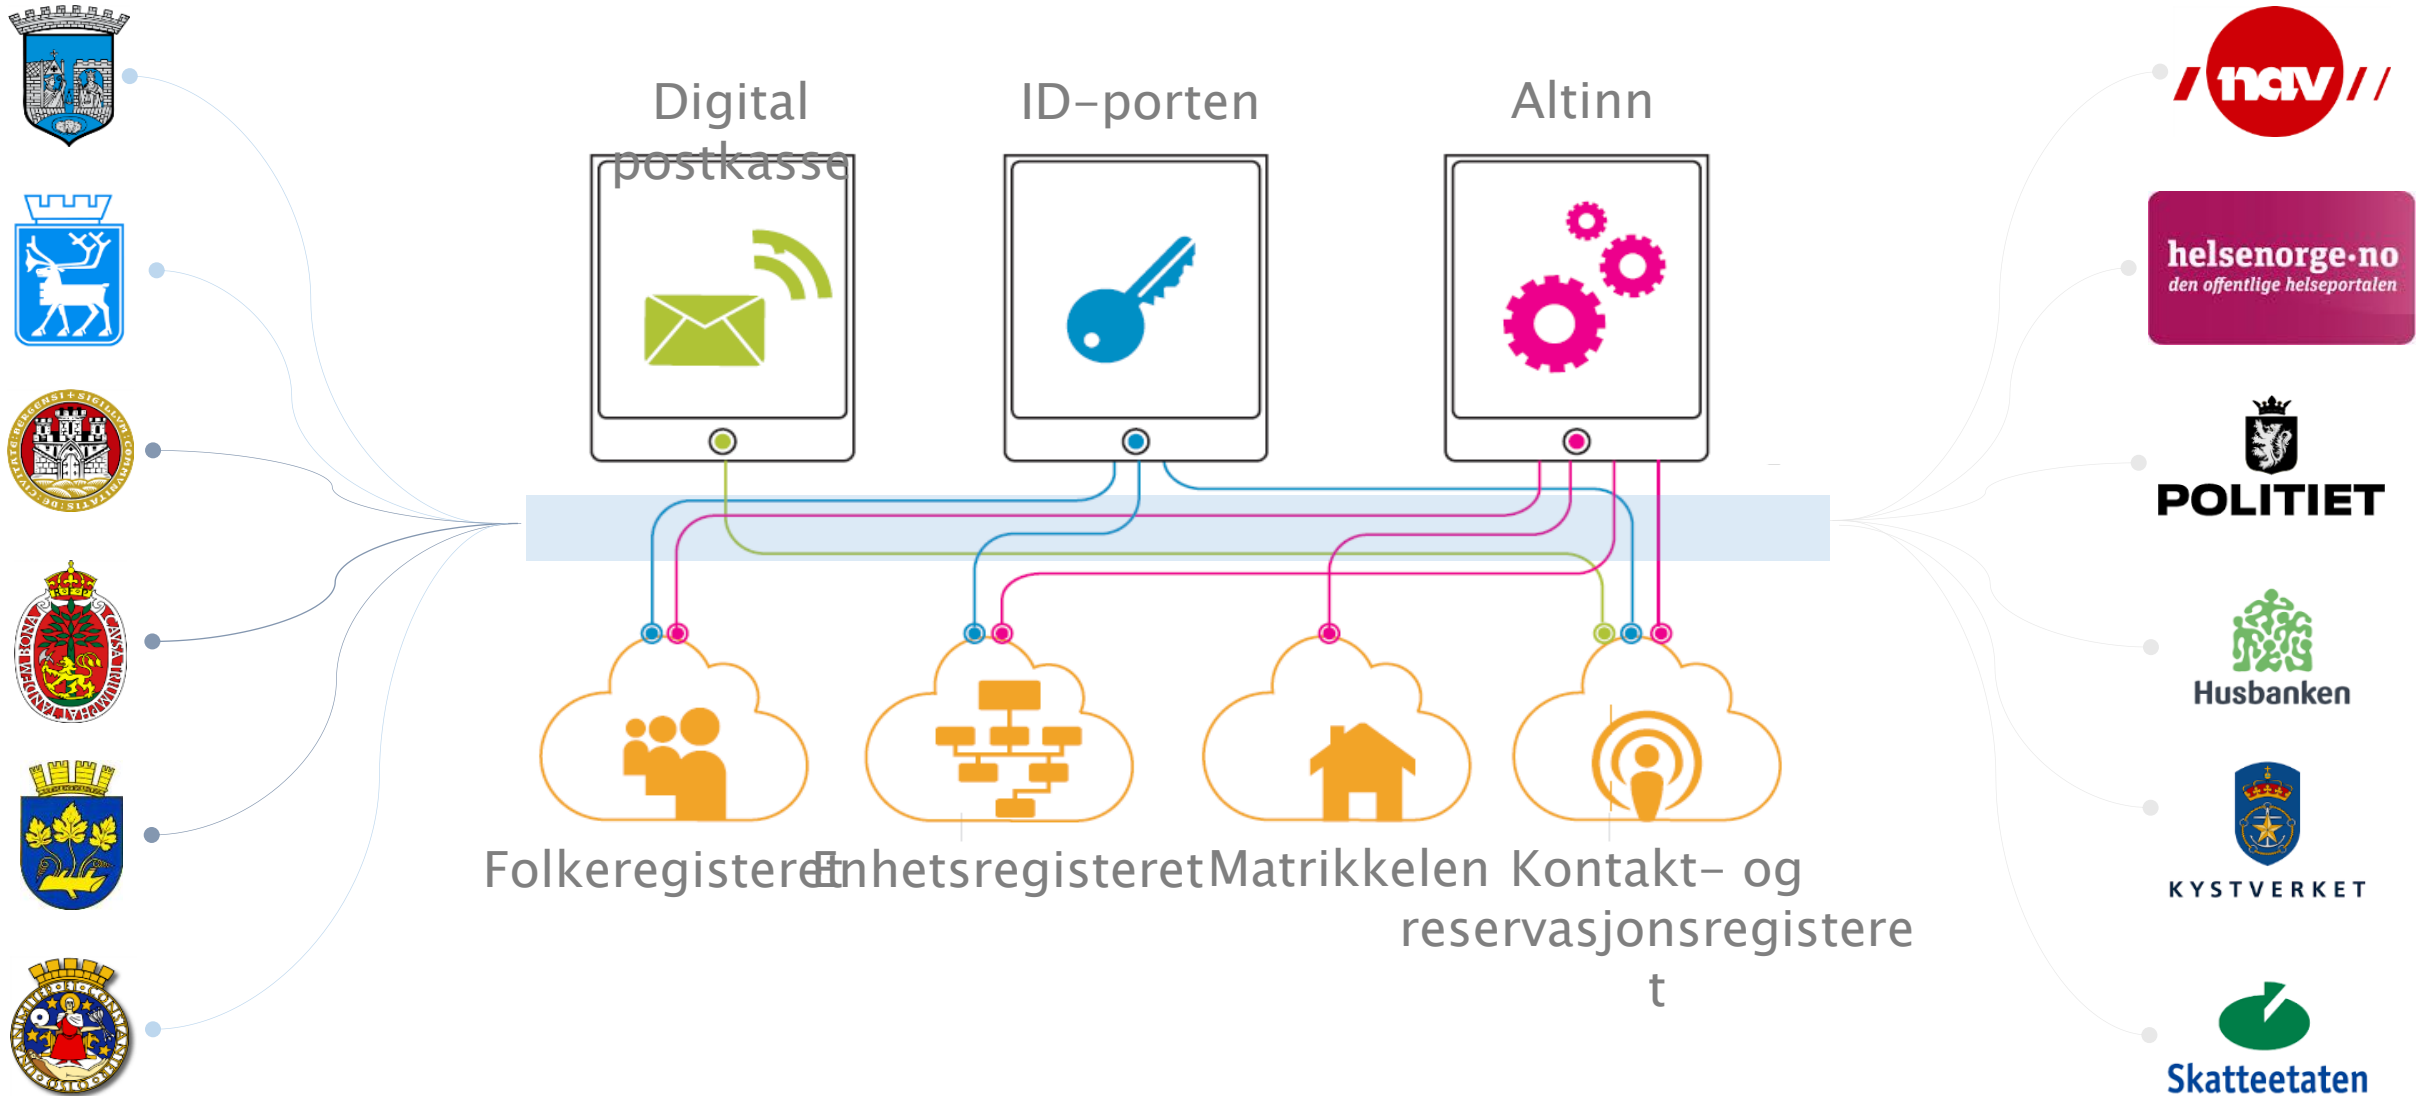 Digital
postkasse
ID-porten
Altinn
Folkeregisteret
Enhetsregisteret
Matrikkelen
Kontakt- og
reservasjonsregistere
t
nav
helsenorge.no
den offentlige helseportalen
POLITIET
Husbanken
KYSTVERKET
Skatteetaten